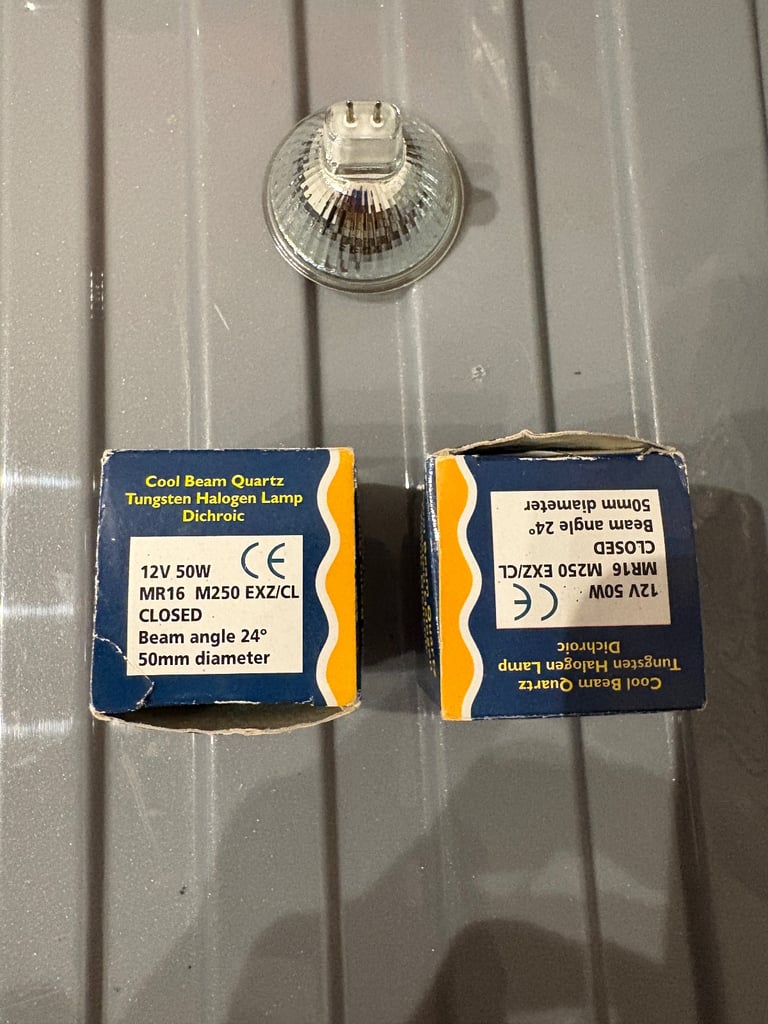 Cool Beam Quartz
Tungsten Halogen Lamp
Dichroic
12V 50W CE
MR16 M250 EXZ/CL
CLOSED
Beam angle 24°
50mm diameter
Cool Beam Quartz
Tungsten Halogen Lamp
Dichroic
12V 50W CE
MR16 M250 EXZ/CL
CLOSED
Beam angle 24°
50mm diameter